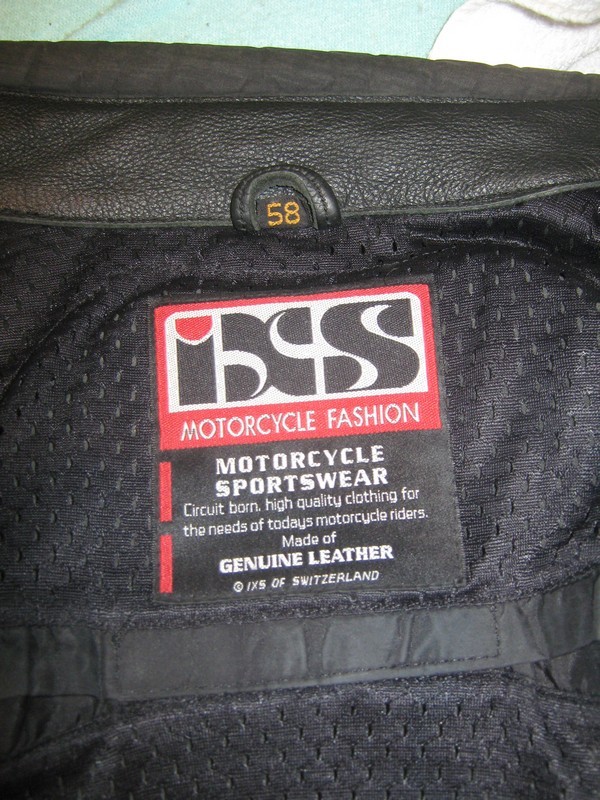 58
iXS
MOTORCYCLE FASHION
MOTORCYCLE
SPORTSWEAR
Circuit born, high quality clothing for
the needs of todays motorcycle riders.
Made of
GENUINE LEATHER
© IXS OF SWITZERLAND